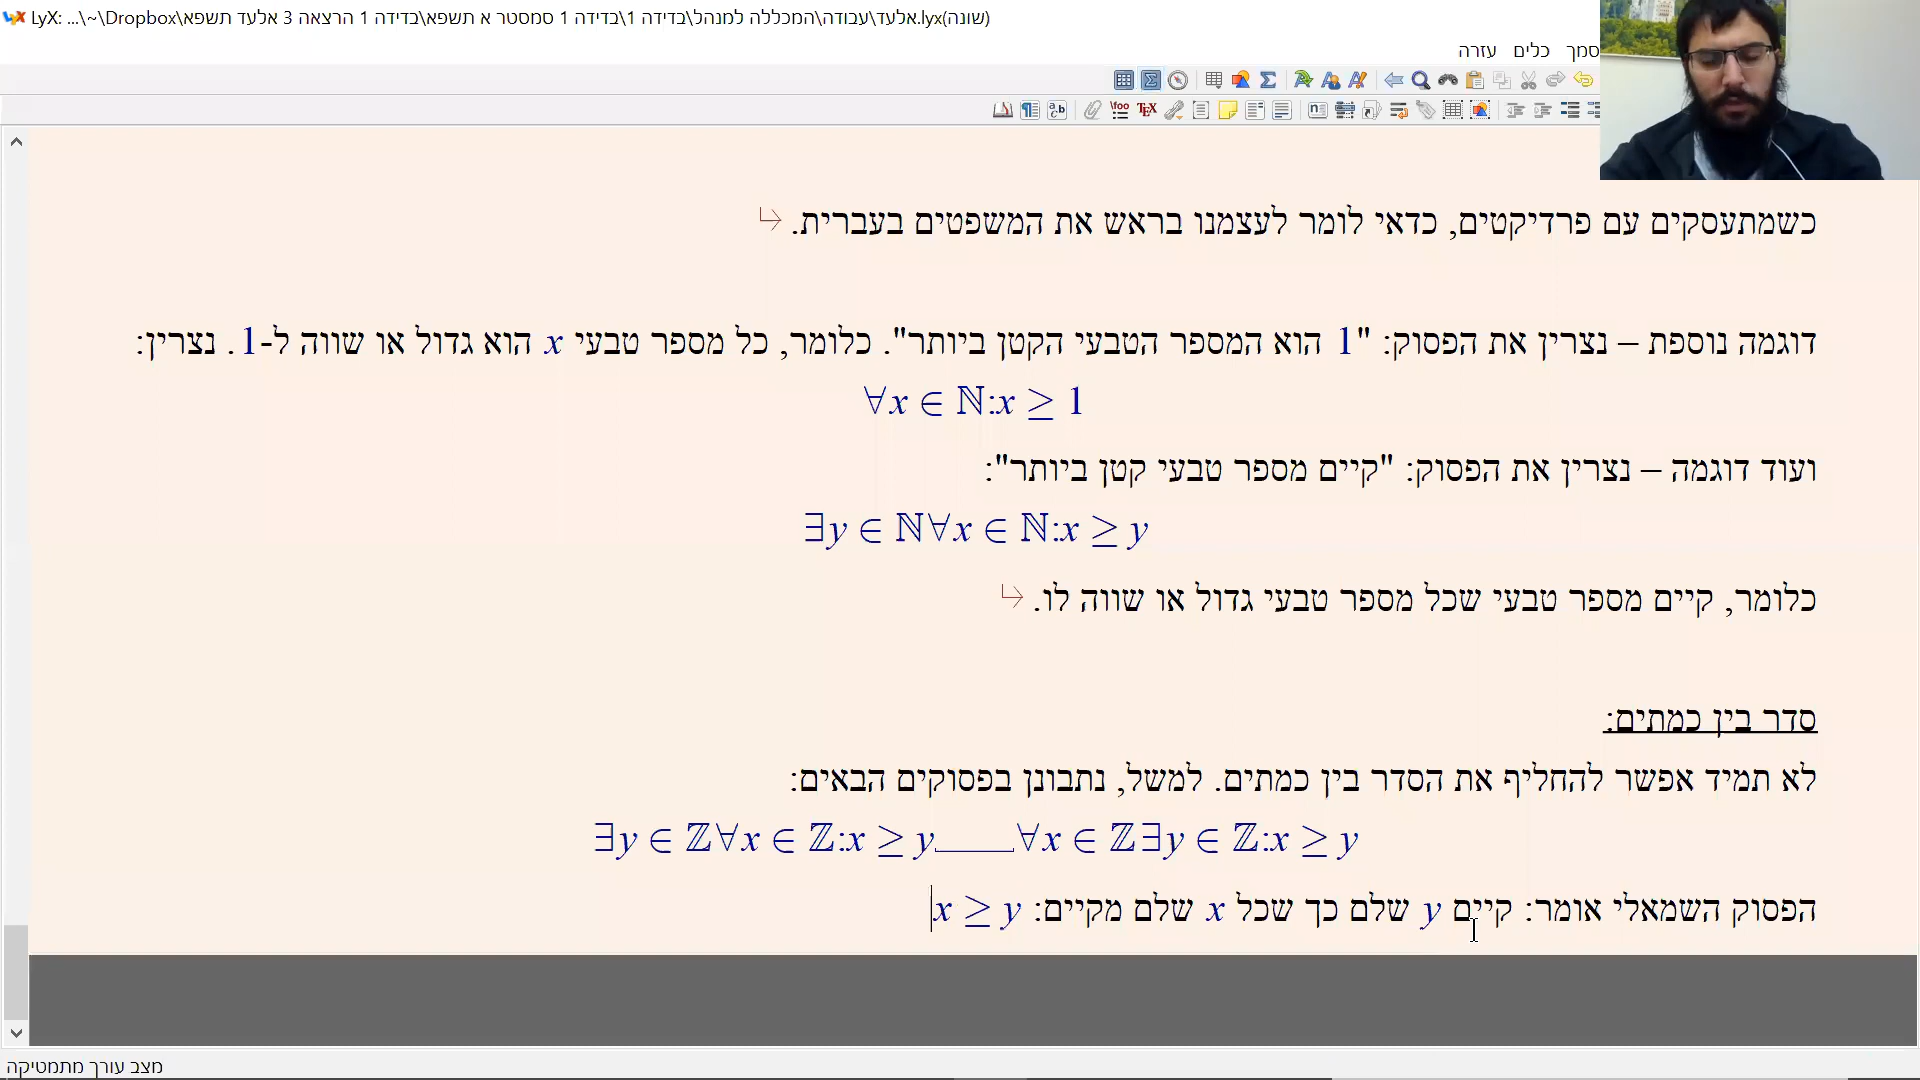 LyX: ...\~\Dropbox\אלעד\עבודה\המכללה למנהל\בדידה 1\בדידה 1 סמסטר א תשפא\בדידה 1 הרצאה 3 אלעד תשפא.lyx(שונה)
סמך כלים עזרה
כשמתעסקים עם פרדיקטים, כדאי לומר לעצמנו בראש את המשפטים בעברית.
דוגמה נוספת – נצרין את הפסוק: "1 הוא המספר הטבעי הקטן ביותר". כלומר, כל מספר טבעי x הוא גדול או שווה ל-1. נצרין:
∀x ∈ ℕ:x ≥ 1
ועוד דוגמה – נצרין את הפסוק: "קיים מספר טבעי קטן ביותר":
∃y ∈ ℕ∀x ∈ ℕ:x ≥ y
כלומר, קיים מספר טבעי שכל מספר טבעי גדול או שווה לו.
סדר בין כמתים:
לא תמיד אפשר להחליף את הסדר בין כמתים. למשל, נתבונן בפסוקים הבאים:
∃y ∈ ℤ∀x ∈ ℤ:x ≥ y____∀x ∈ ℤ∃y ∈ ℤ:x ≥ y
הפסוק השמאלי אומר: קיים y שלם כך שכל x שלם מקיים: x ≥ y
מצב עורך מתמטיקה